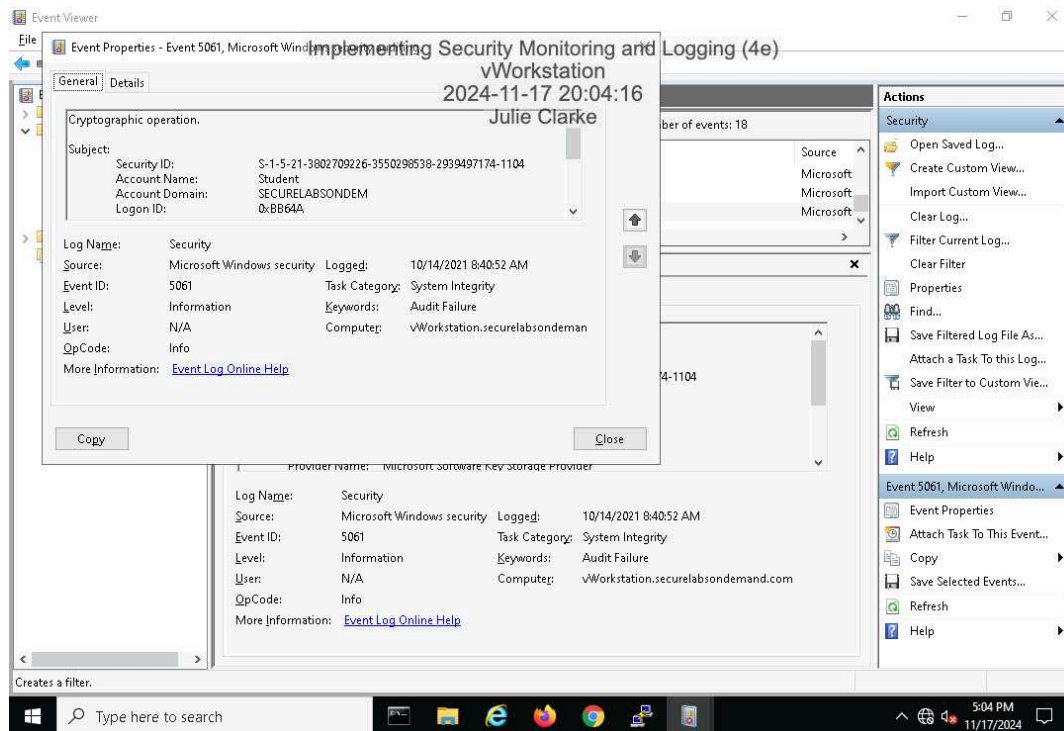 Event Viewer
File
Event Properties - Event 5061, Microsoft Windows security auditing.
Implementing Security Monitoring and Logging (4e)
vWorkstation
2024-11-17 20:04:16
Julie Clarke
General Details
Cryptographic operation.
Subject:
Security ID: S-1-5-21-3802709226-3550298538-2939497174-1104
Account Name: Student
Account Domain: SECURELABSONDEM
Logon ID: 0xBB64A
Log Name: Security
Source: Microsoft Windows security Logged: 10/14/2021 8:40:52 AM
Event ID: 5061 Task Category: System Integrity
Level: Information Keywords: Audit Failure
User: N/A Computer: vWorkstation.securelabsondeman
OpCode: Info
More Information: Event Log Online Help
Copy Close
ber of events: 18
Source
Microsoft
Microsoft
Microsoft
74-1104
Provider Name: Microsoft Software Key Storage Provider
Log Name: Security
Source: Microsoft Windows security Logged: 10/14/2021 8:40:52 AM
Event ID: 5061 Task Category: System Integrity
Level: Information Keywords: Audit Failure
User: N/A Computer: vWorkstation.securelabsondemand.com
OpCode: Info
More Information: Event Log Online Help
Actions
Security
Open Saved Log...
Create Custom View...
Import Custom View...
Clear Log...
Filter Current Log...
Clear Filter
Properties
Find...
Save Filtered Log File As...
Attach a Task To this Log...
Save Filter to Custom Vie...
View
Refresh
Help
Event 5061, Microsoft Windo...
Event Properties
Attach Task To This Event...
Copy
Save Selected Events...
Refresh
Help
Creates a filter.
Type here to search
5:04 PM
11/17/2024